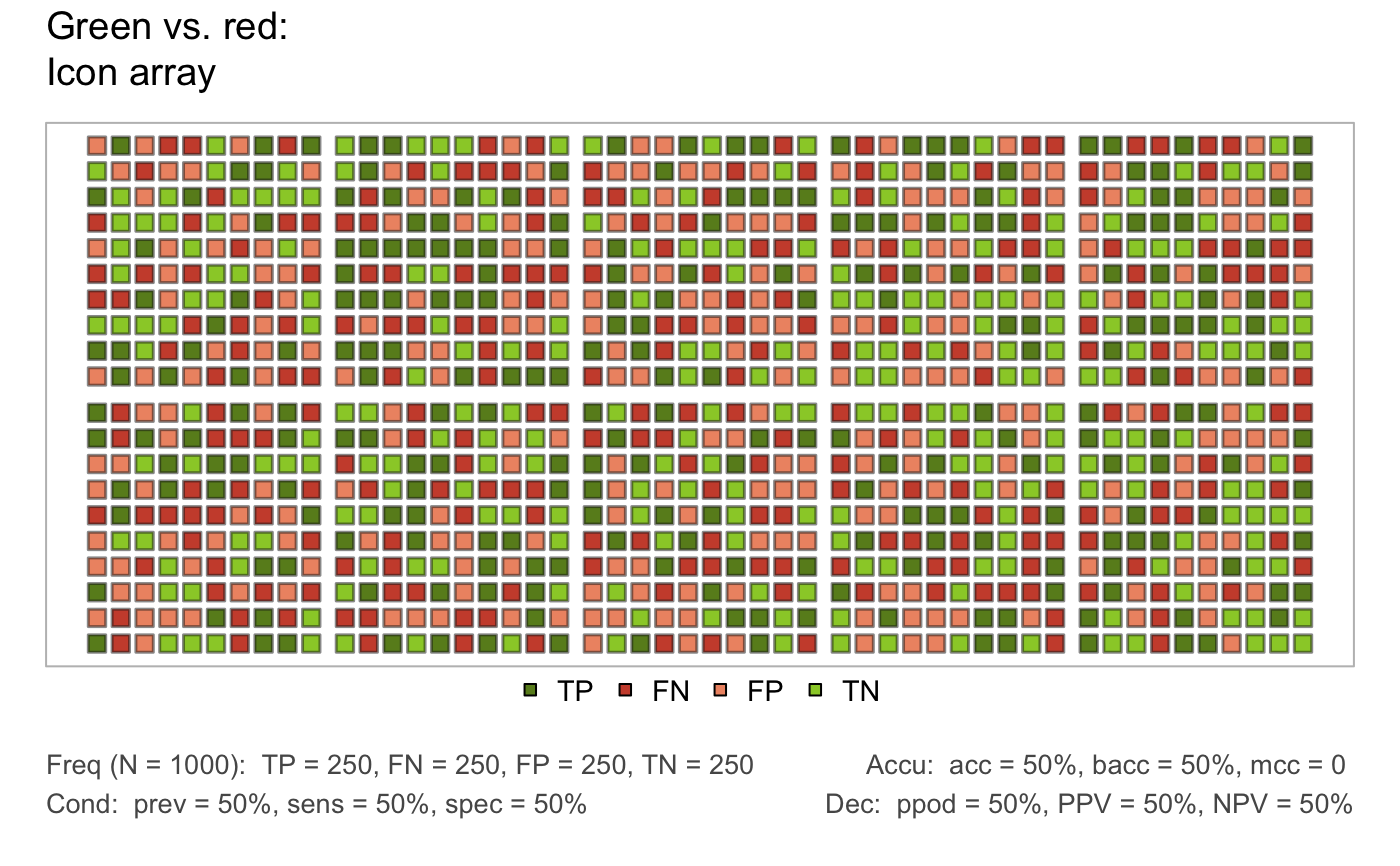 Green vs. red:
Icon array
TP FN FP TN
Freq (N = 1000): TP = 250, FN = 250, FP = 250, TN = 250
Accu: acc = 50%, bacc = 50%, mcc = 0
Cond: prev = 50%, sens = 50%, spec = 50%
Dec: ppod = 50%, PPV = 50%, NPV = 50%